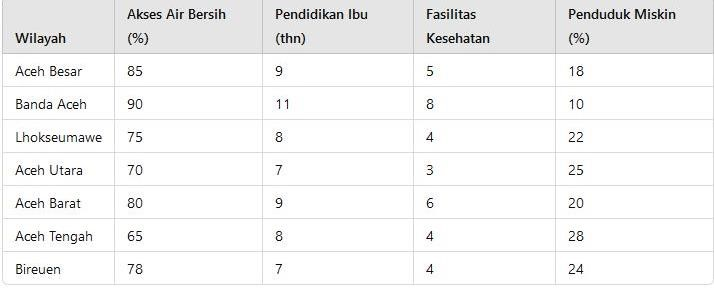 Wilayah Akses Air Bersih (%) Pendidikan Ibu (thn) Fasilitas Kesehatan Penduduk Miskin (%)
Aceh Besar 85 9 5 18
Banda Aceh 90 11 8 10
Lhokseumawe 75 8 4 22
Aceh Utara 70 7 3 25
Aceh Barat 80 9 6 20
Aceh Tengah 65 8 4 28
Bireuen 78 7 4 24